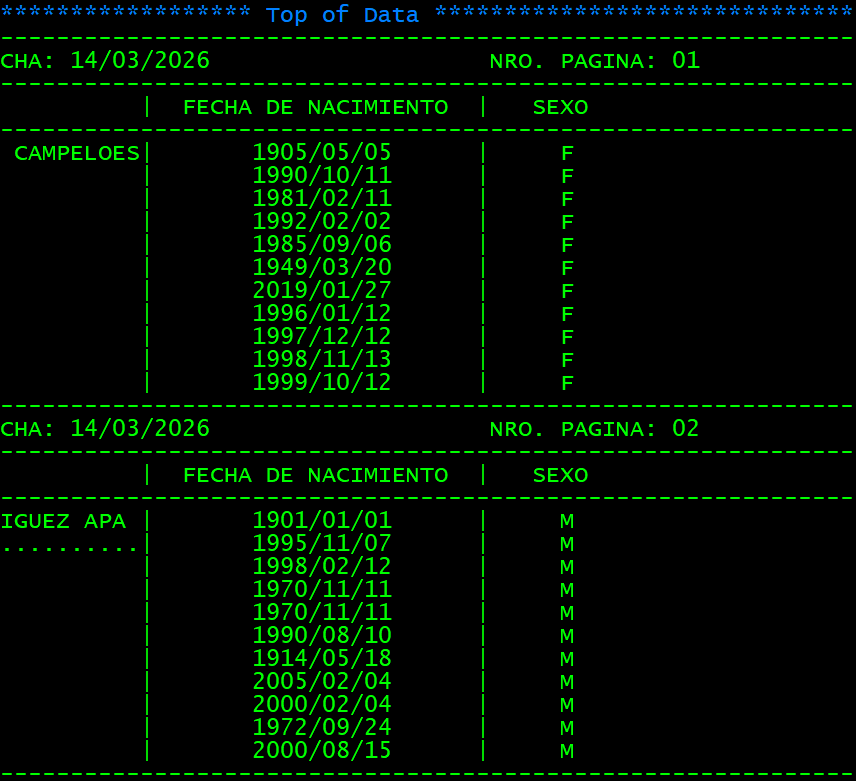 ****************** Top of Data ******************************
-------------------------------------------------------------
CHA: 14/03/2026                    NRO. PAGINA: 01
-------------------------------------------------------------
          |  FECHA DE NACIMIENTO  |   SEXO
-------------------------------------------------------------
 CAMPELOES|       1905/05/05      |     F
          |       1990/10/11      |     F
          |       1981/02/11      |     F
          |       1992/02/02      |     F
          |       1985/09/06      |     F
          |       1949/03/20      |     F
          |       2019/01/27      |     F
          |       1996/01/12      |     F
          |       1997/12/12      |     F
          |       1998/11/13      |     F
          |       1999/10/12      |     F
-------------------------------------------------------------
CHA: 14/03/2026                    NRO. PAGINA: 02
-------------------------------------------------------------
          |  FECHA DE NACIMIENTO  |   SEXO
-------------------------------------------------------------
IGUEZ APA |       1901/01/01      |     M
..........|       1995/11/07      |     M
          |       1998/02/12      |     M
          |       1970/11/11      |     M
          |       1970/11/11      |     M
          |       1990/08/10      |     M
          |       1914/05/18      |     M
          |       2005/02/04      |     M
          |       2000/02/04      |     M
          |       1972/09/24      |     M
          |       2000/08/15      |     M
-------------------------------------------------------------